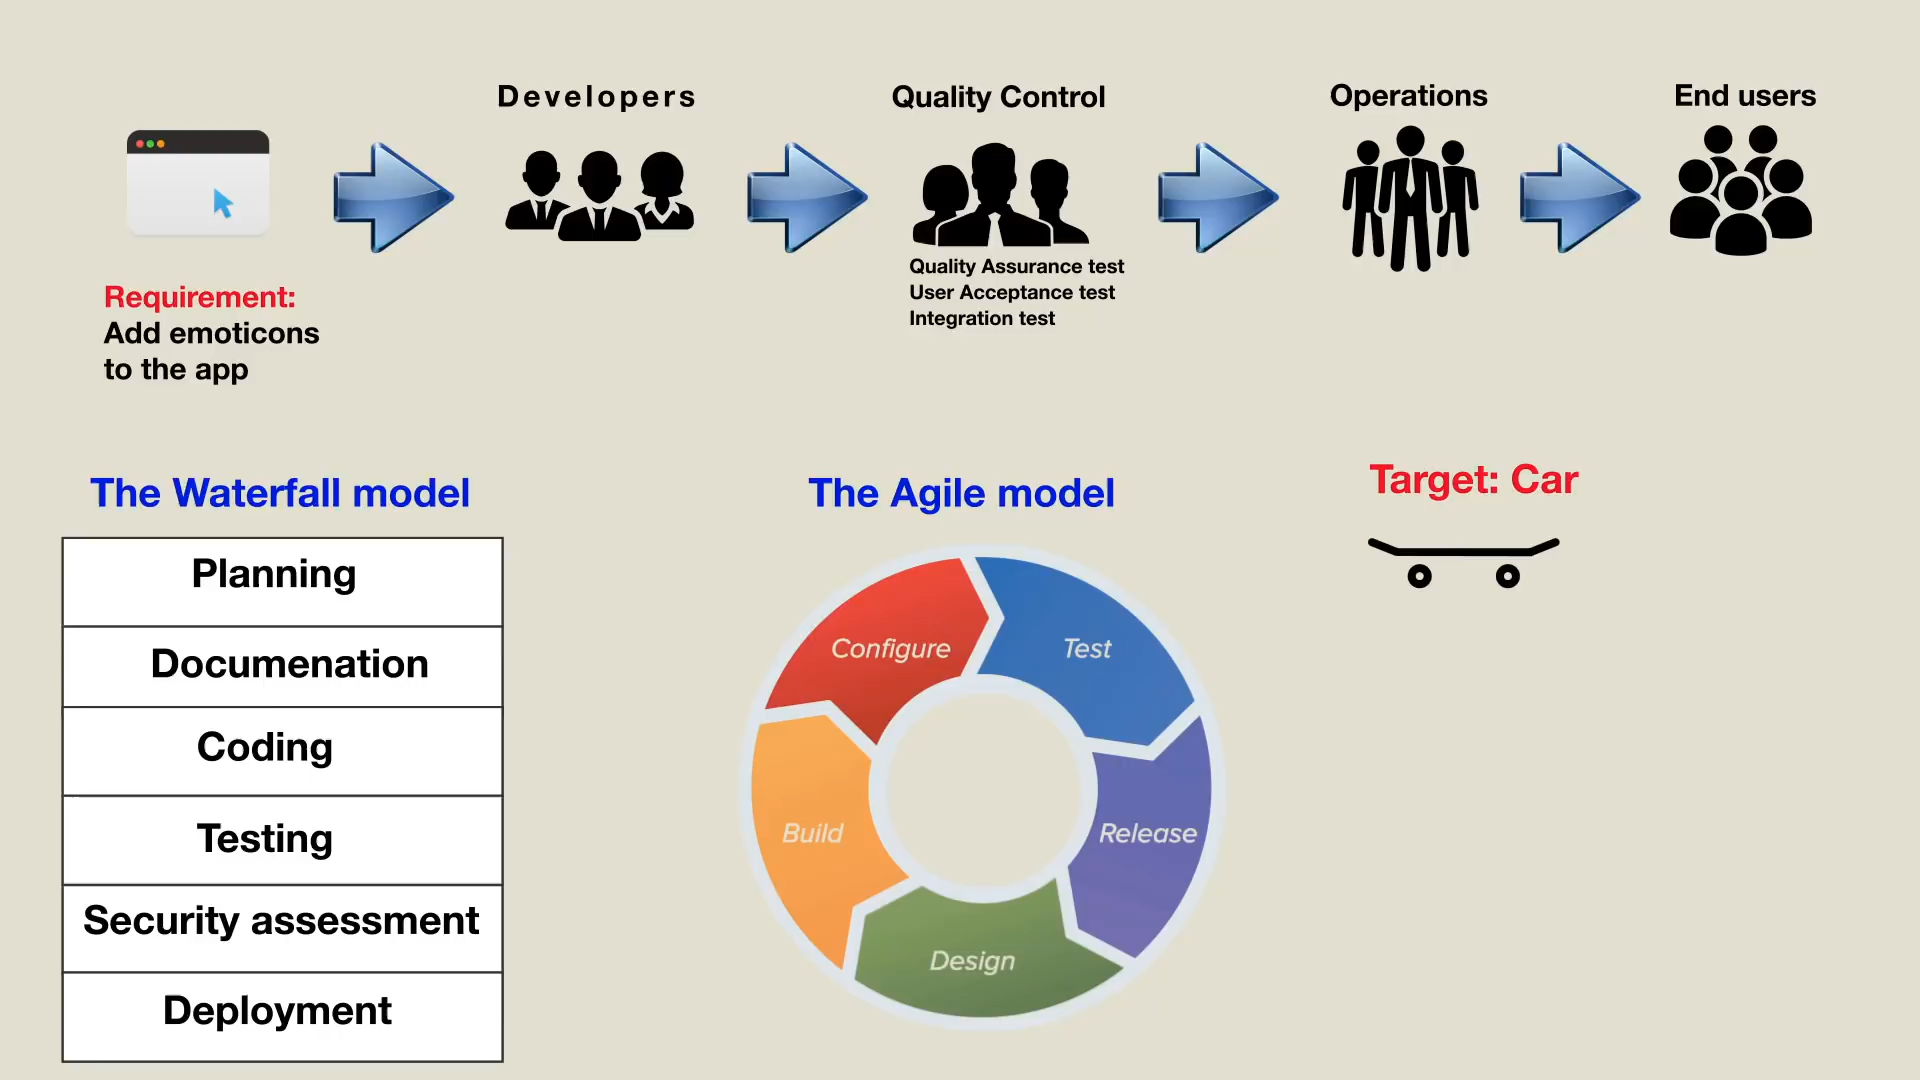 Developers
Quality Control
Operations
End users
Quality Assurance test
User Acceptance test
Integration test
Requirement:
Add emoticons
to the app
The Waterfall model
Planning
Documenation
Coding
Testing
Security assessment
Deployment
The Agile model
Configure
Test
Build
Release
Design
Target: Car